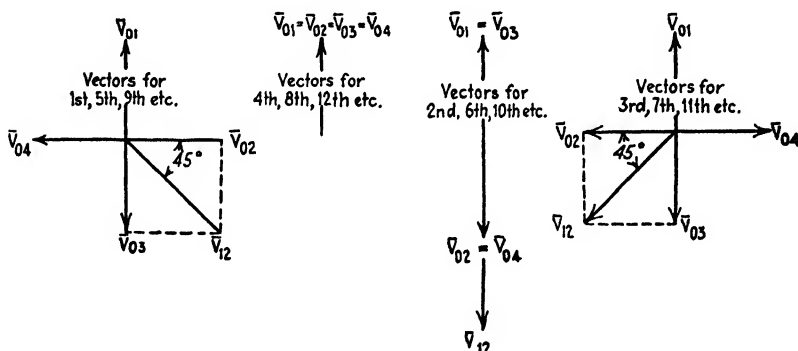 V̄01
Vectors for
1st, 5th, 9th etc.
V̄04
V̄02
45°
V̄03
V̄12
V̄01 = V̄02 = V̄03 = V̄04
Vectors for
4th, 8th, 12th etc.
V̄01 = V̄03
Vectors for
2nd, 6th, 10th etc.
V̄02 = V̄04
V̄12
V̄01
Vectors for
3rd, 7th, 11th etc.
V̄02
V̄04
45°
V̄12
V̄03